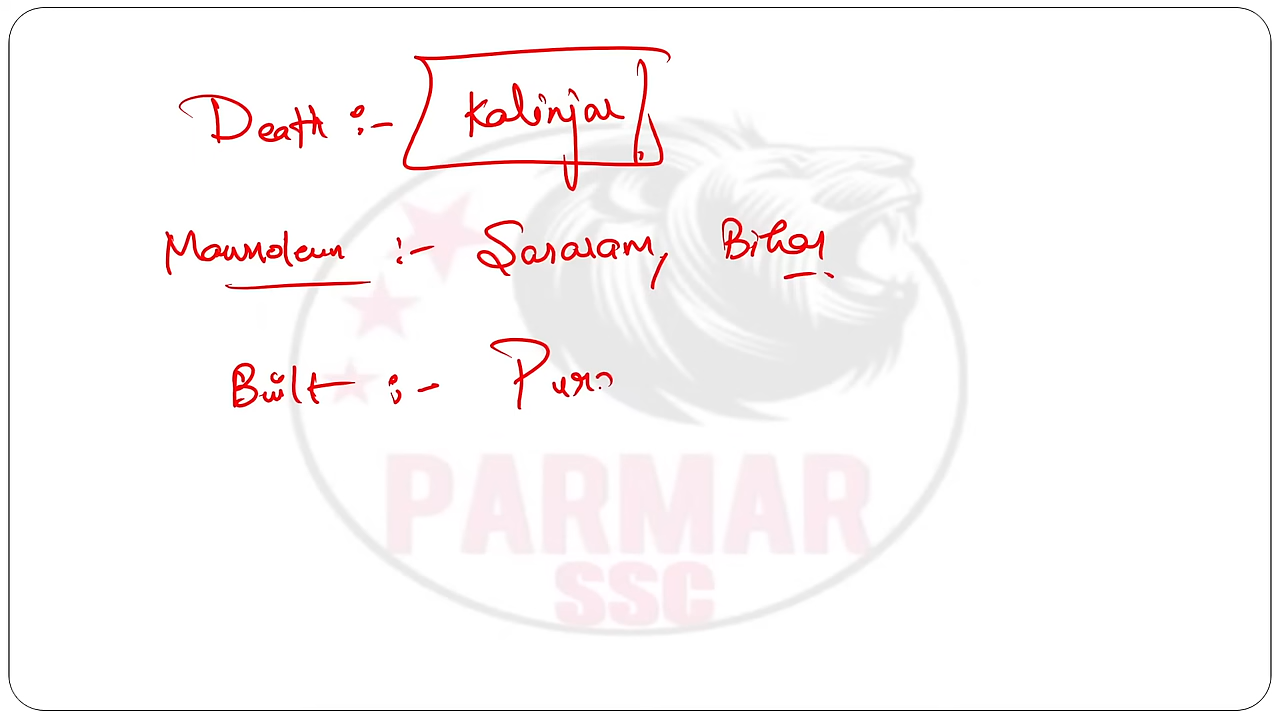 Death :- Kalinjar
Mausoleum :- Sasaram, Bihar
Built :- Pura
PARMAR
SSC